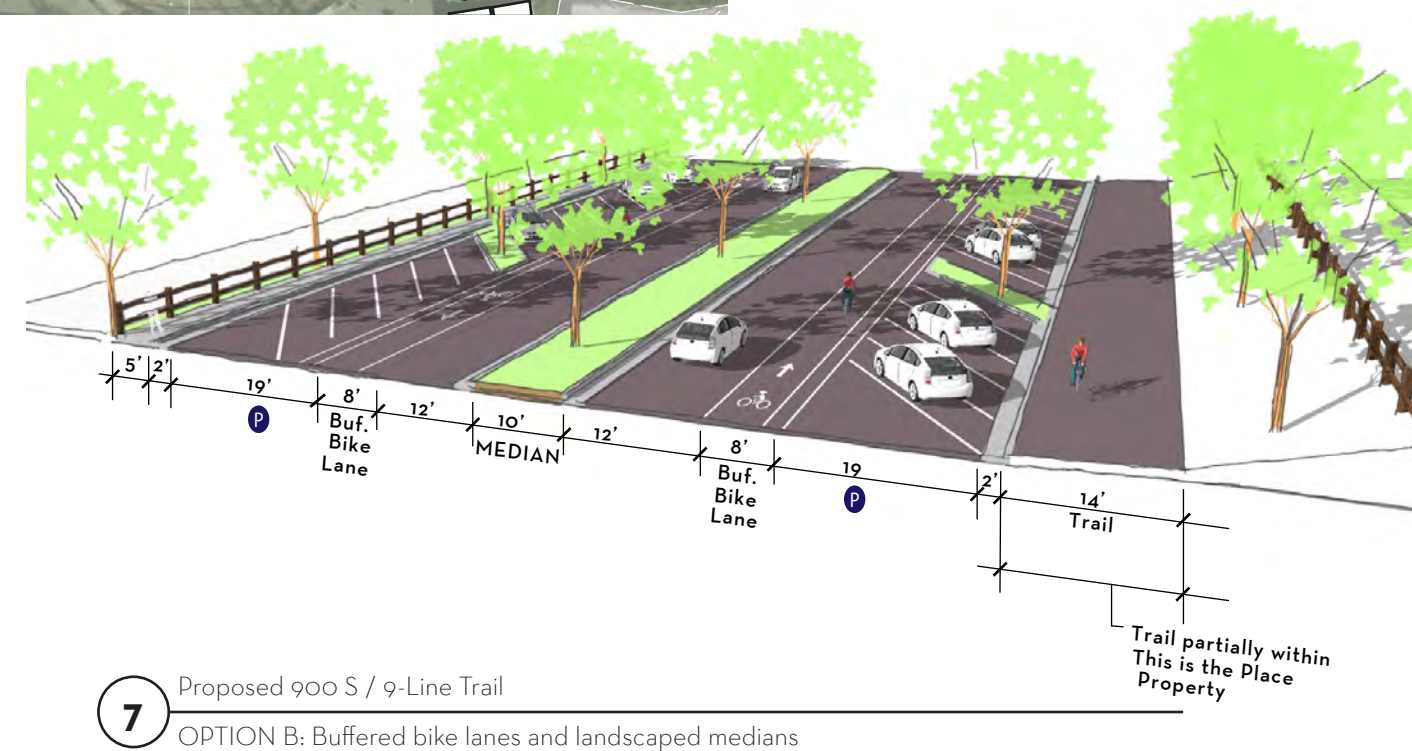 5'
2'
19'
P
8'
Buf.
Bike
Lane
12'
10'
MEDIAN
12'
8'
Buf.
Bike
Lane
19
P
2'
14'
Trail
Trail partially within
This is the Place
Property
7
Proposed 900 S / 9-Line Trail
OPTION B: Buffered bike lanes and landscaped medians